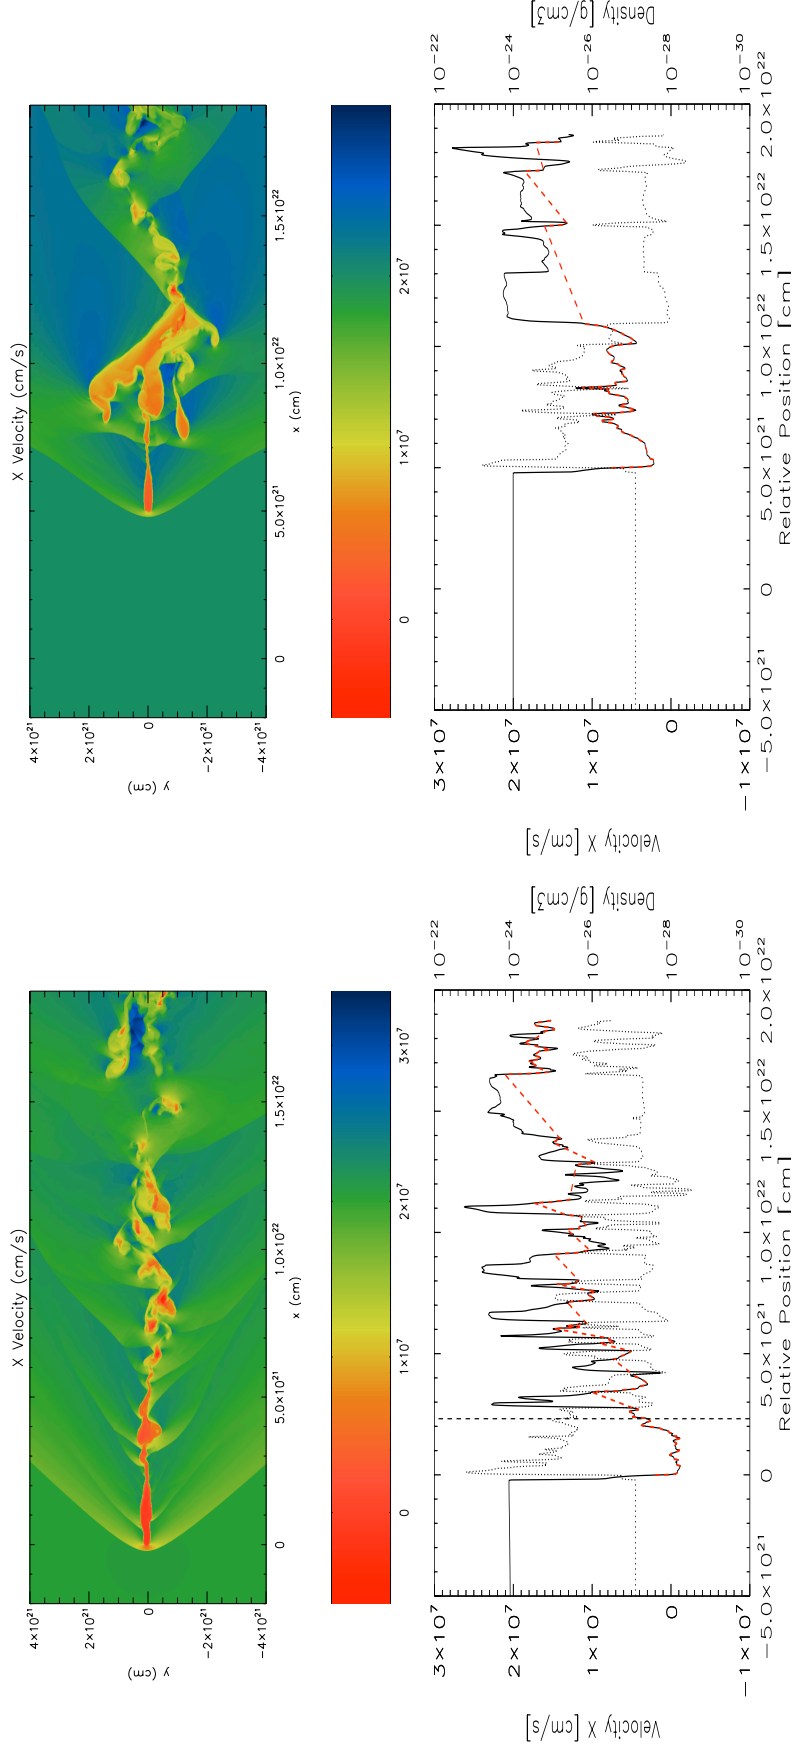 X Velocity (cm/s)
4×10²¹
2×10²¹
0
−2×10²¹
−4×10²¹
y (cm)
0 5.0×10²¹ 1.0×10²² 1.5×10²²
x (cm)
0 1×10⁷ 2×10⁷ 3×10⁷
X Velocity (cm/s)
4×10²¹
2×10²¹
0
−2×10²¹
−4×10²¹
y (cm)
0 5.0×10²¹ 1.0×10²² 1.5×10²²
x (cm)
0 1×10⁷ 2×10⁷
3×10⁷
2×10⁷
1×10⁷
0
−1×10⁷
Velocity X [cm/s]
10⁻²²
10⁻²⁴
10⁻²⁶
10⁻²⁸
10⁻³⁰
Density [g/cm3]
−5.0×10²¹ 0 5.0×10²¹ 1.0×10²² 1.5×10²² 2.0×10²²
Relative Position [cm]
3×10⁷
2×10⁷
1×10⁷
0
−1×10⁷
Velocity X [cm/s]
10⁻²²
10⁻²⁴
10⁻²⁶
10⁻²⁸
10⁻³⁰
Density [g/cm3]
−5.0×10²¹ 0 5.0×10²¹ 1.0×10²² 1.5×10²² 2.0×10²²
Relative Position [cm]